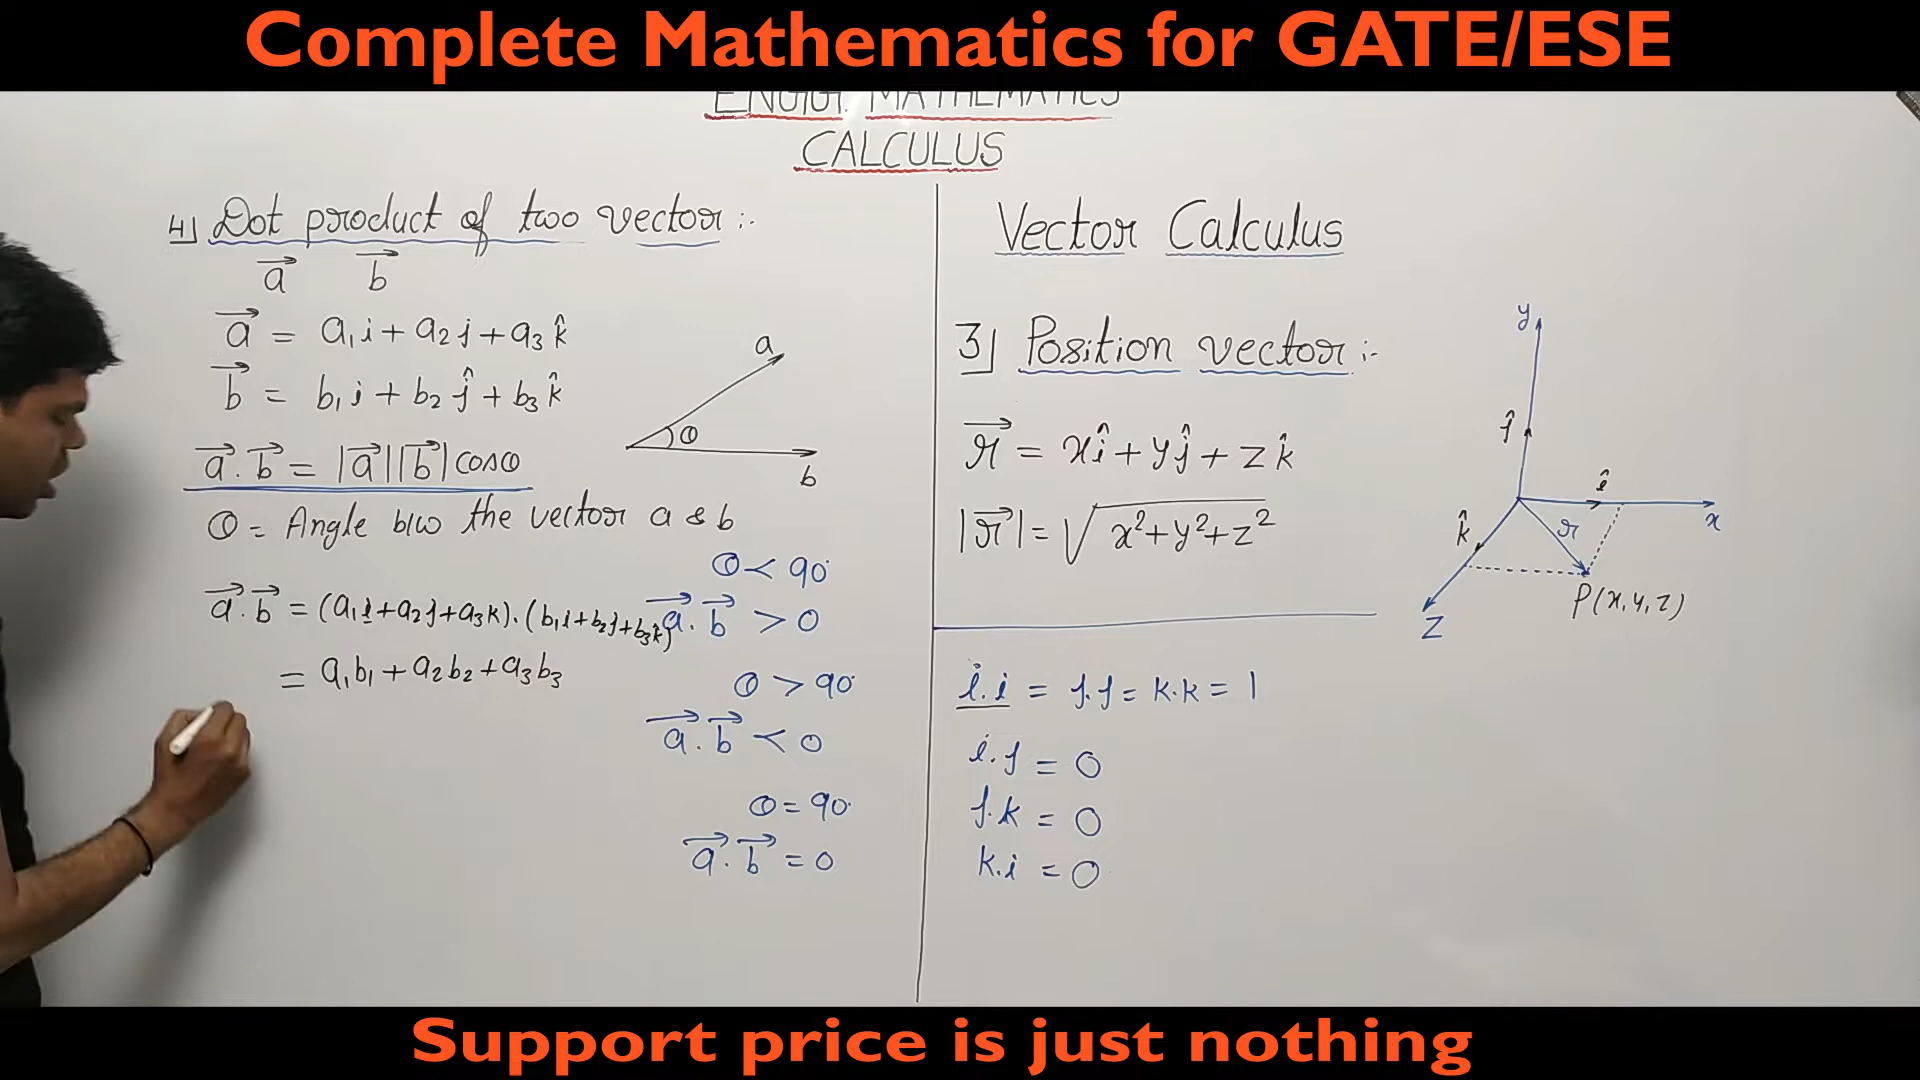 Complete Mathematics for GATE/ESE
ENGG. MATHEMATICS
CALCULUS
4] Dot product of two vector :-
a⃗ b⃗
a⃗ = a₁i + a₂j + a₃k̂
b⃗ = b₁i + b₂ĵ + b₃k̂
a⃗.b⃗ = |a⃗||b⃗|cosθ
θ = Angle b/w the vector a & b
a⃗.b⃗ = (a₁i+a₂j+a₃k).(b₁i+b₂j+b₃k)
= a₁b₁ + a₂b₂ + a₃b₃
a
θ
b
θ < 90°
a⃗.b⃗ > 0
θ > 90°
a⃗.b⃗ < 0
θ = 90°
a⃗.b⃗ = 0
Vector Calculus
3] Position vector :-
r⃗ = xî + yĵ + zk̂
|r⃗| = √x²+y²+z²
y
ĵ
î
x
k̂
r
P(x,y,z)
Z
i.i = j.j = k.k = 1
i.j = 0
j.k = 0
k.i = 0
Support price is just nothing